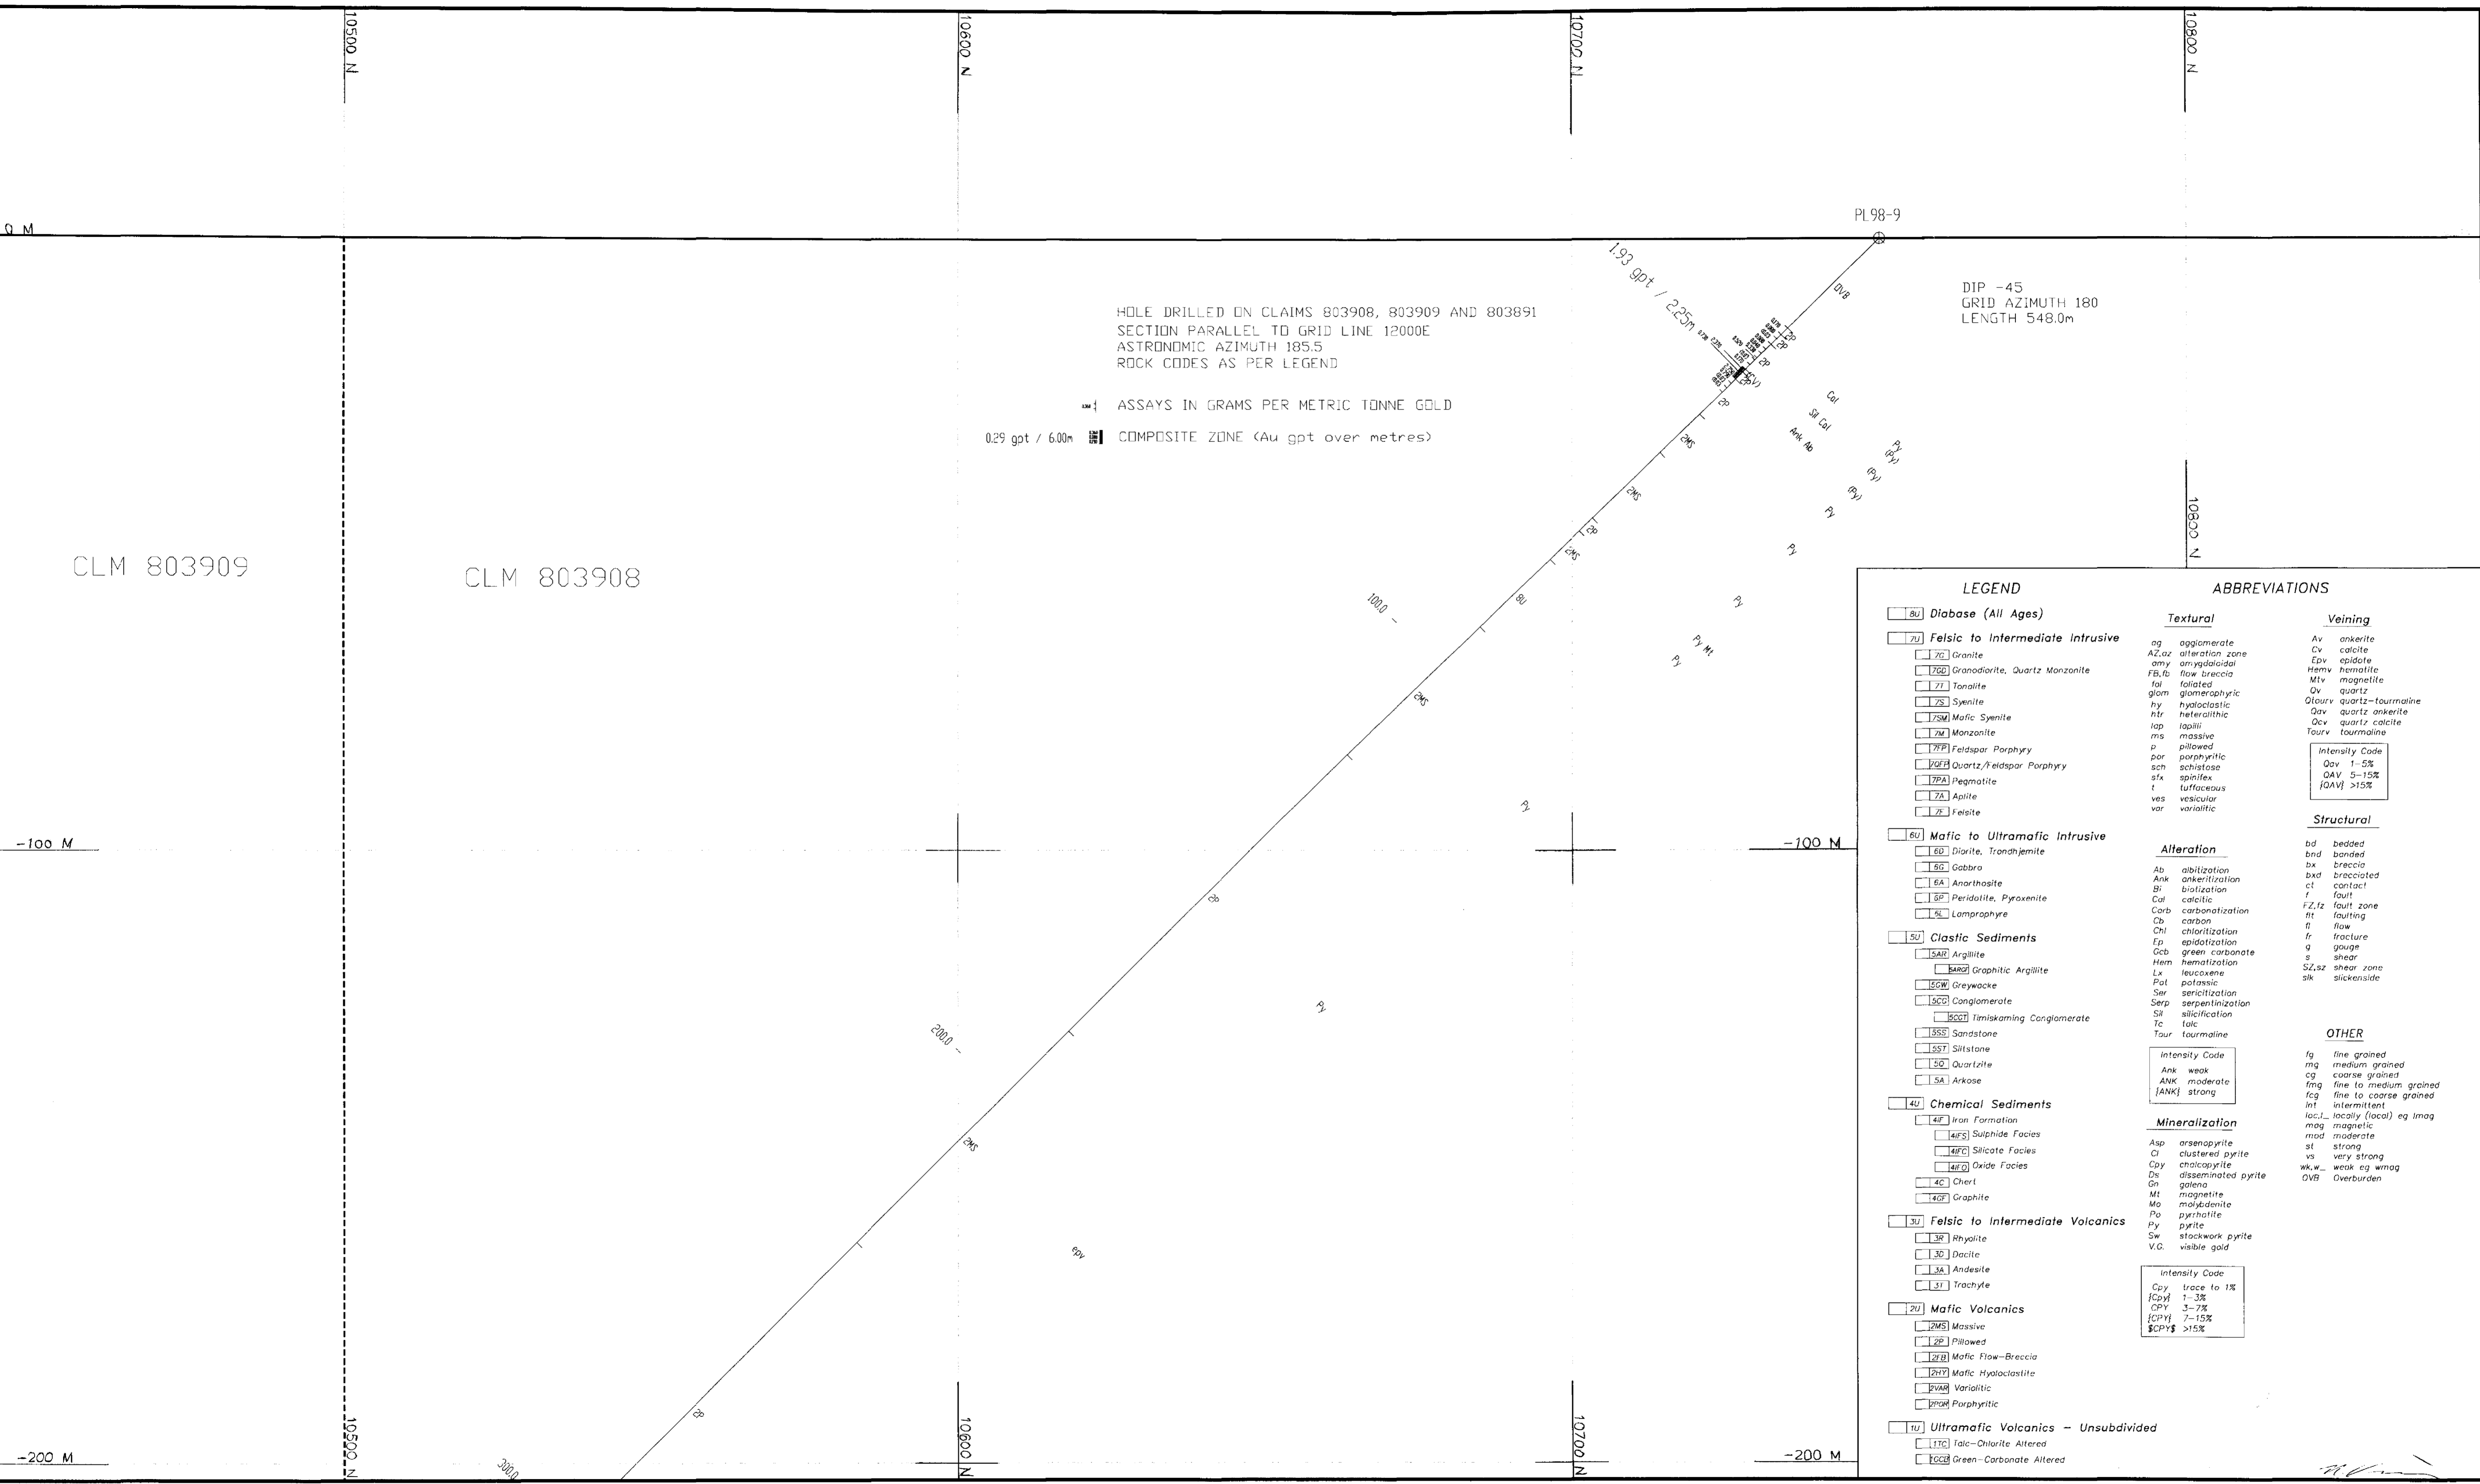 10500 N
10600 N
10700 N
10800 N
0 M
PL98-9
1.93 gpt / 2.25m
OVB
DIP -45
GRID AZIMUTH 180
LENGTH 548.0m
HOLE DRILLED ON CLAIMS 803908, 803909 AND 803891
SECTION PARALLEL TO GRID LINE 12000E
ASTRONOMIC AZIMUTH 185.5
ROCK CODES AS PER LEGEND
ASSAYS IN GRAMS PER METRIC TONNE GOLD
0.29 gpt / 6.00m COMPOSITE ZONE (Au gpt over metres)
2P
2P
2P
2P
2P
2MS
2MS
2P
2MS
8U
2MS
2P
2MS
2P
Cal
Sil Cal
Ank Ab
Py
(Py)
(Py)
(Py)
Py
Py
Py
Py Mt
Py
Py
Py
epv
100.0
200.0
300.0
CLM 803909
CLM 803908
10800 N
-100 M
-100 M
-200 M
-200 M
10500 N
10600 N
10700 N
LEGEND
8U Diabase (All Ages)
7U Felsic to Intermediate Intrusive
7G Granite
7GD Granodiorite, Quartz Monzonite
7T Tonalite
7S Syenite
7SM Mafic Syenite
7M Monzonite
7FP Feldspar Porphyry
7QFP Quartz/Feldspar Porphyry
7PA Pegmatite
7A Aplite
7F Felsite
6U Mafic to Ultramafic Intrusive
6D Diorite, Trondhjemite
6G Gabbro
6A Anorthosite
6P Peridotite, Pyroxenite
6L Lamprophyre
5U Clastic Sediments
5AR Argillite
5ARGF Graphitic Argillite
5GW Greywacke
5CG Conglomerate
5CGT Timiskaming Conglomerate
5SS Sandstone
5ST Siltstone
5Q Quartzite
5A Arkose
4U Chemical Sediments
4IF Iron Formation
4IFS Sulphide Facies
4IFC Silicate Facies
4IFO Oxide Facies
4C Chert
4GF Graphite
3U Felsic to Intermediate Volcanics
3R Rhyolite
3D Dacite
3A Andesite
3T Trachyte
2U Mafic Volcanics
2MS Massive
2P Pillowed
2FB Mafic Flow-Breccia
2HY Mafic Hyaloclastite
2VAR Variolitic
2POR Porphyritic
1U Ultramafic Volcanics - Unsubdivided
1TC Talc-Chlorite Altered
1GCB Green-Carbonate Altered
ABBREVIATIONS
Textural
ag agglomerate
AZ,az alteration zone
amy amygdaloidal
FB,fb flow breccia
fol foliated
glom glomerophyric
hy hyaloclastic
htr heterolithic
lap lapilli
ms massive
p pillowed
por porphyritic
sch schistose
sfx spinifex
t tuffaceous
ves vesicular
var variolitic
Alteration
Ab albitization
Ank ankeritization
Bi biotization
Cal calcitic
Carb carbonatization
Cb carbon
Chl chloritization
Ep epidotization
Gcb green carbonate
Hem hematization
Lx leucoxene
Pot potassic
Ser sericitization
Serp serpentinization
Sil silicification
Tc talc
Tour tourmaline
Intensity Code
Ank weak
ANK moderate
{ANK} strong
Mineralization
Asp arsenopyrite
Cl clustered pyrite
Cpy chalcopyrite
Ds disseminated pyrite
Gn galena
Mt magnetite
Mo molybdenite
Po pyrrhotite
Py pyrite
Sw stockwork pyrite
V.G. visible gold
Intensity Code
Cpy trace to 1%
{Cpy} 1-3%
CPY 3-7%
{CPY} 7-15%
$CPY$ >15%
Veining
Av ankerite
Cv calcite
Epv epidote
Hemv hematite
Mtv magnetite
Qv quartz
Qtourv quartz-tourmaline
Qav quartz ankerite
Qcv quartz calcite
Tourv tourmaline
Intensity Code
Qav 1-5%
QAV 5-15%
{QAV} >15%
Structural
bd bedded
bnd banded
bx breccia
bxd brecciated
ct contact
f fault
FZ,fz fault zone
flt faulting
fl flow
fr fracture
g gouge
s shear
SZ,sz shear zone
slk slickenside
OTHER
fg fine grained
mg medium grained
cg coarse grained
fmg fine to medium grained
fcg fine to coarse grained
int intermittent
loc,l_ locally (local) eg lmag
mag magnetic
mod moderate
st strong
vs very strong
wk,w_ weak eg wmag
OVB Overburden